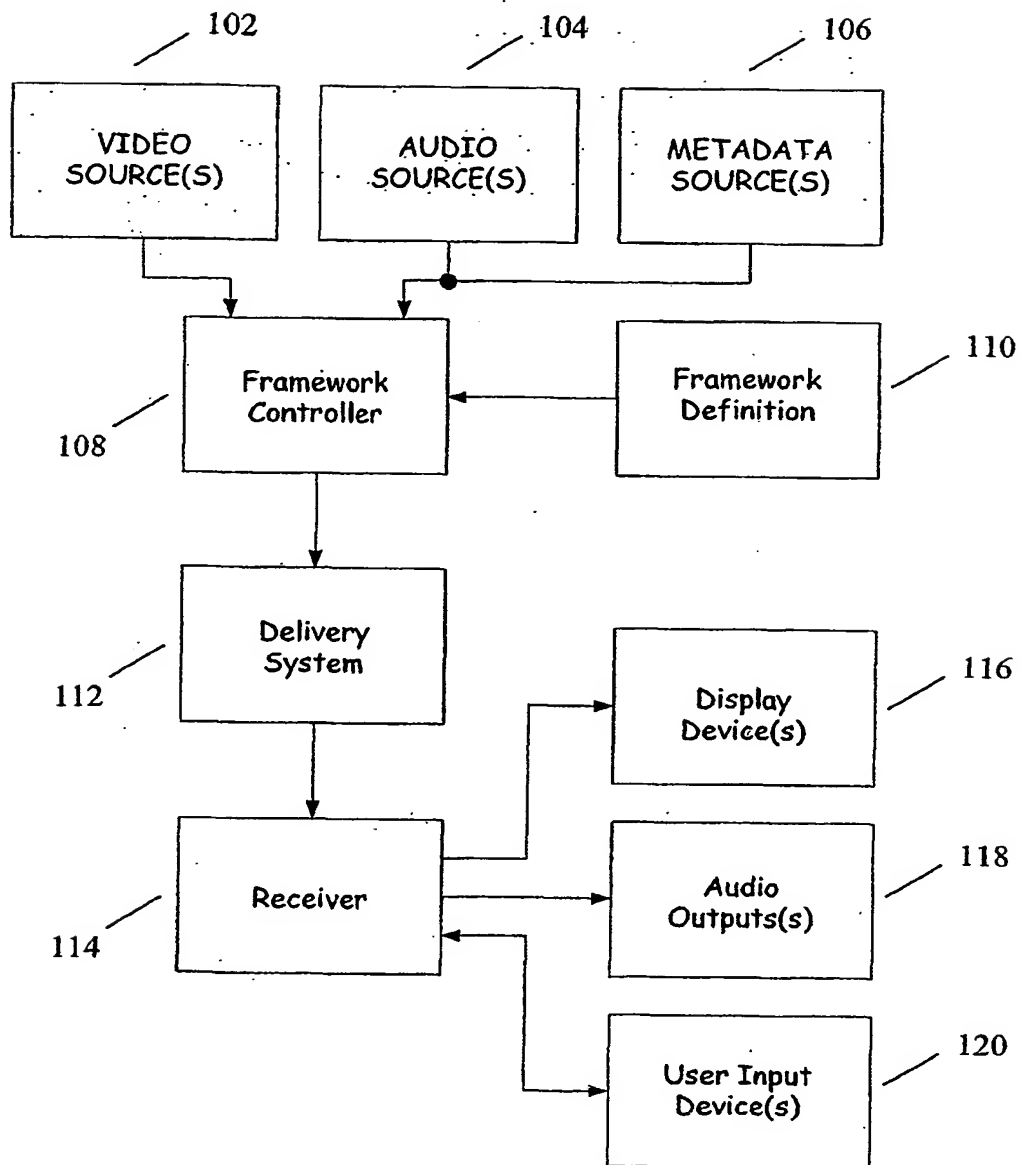 102
104
106
VIDEO
SOURCE(S)
AUDIO
SOURCE(S)
METADATA
SOURCE(S)
Framework
Controller
108
Framework
Definition
110
Delivery
System
112
Display
Device(s)
116
Receiver
114
Audio
Outputs(s)
118
User Input
Device(s)
120